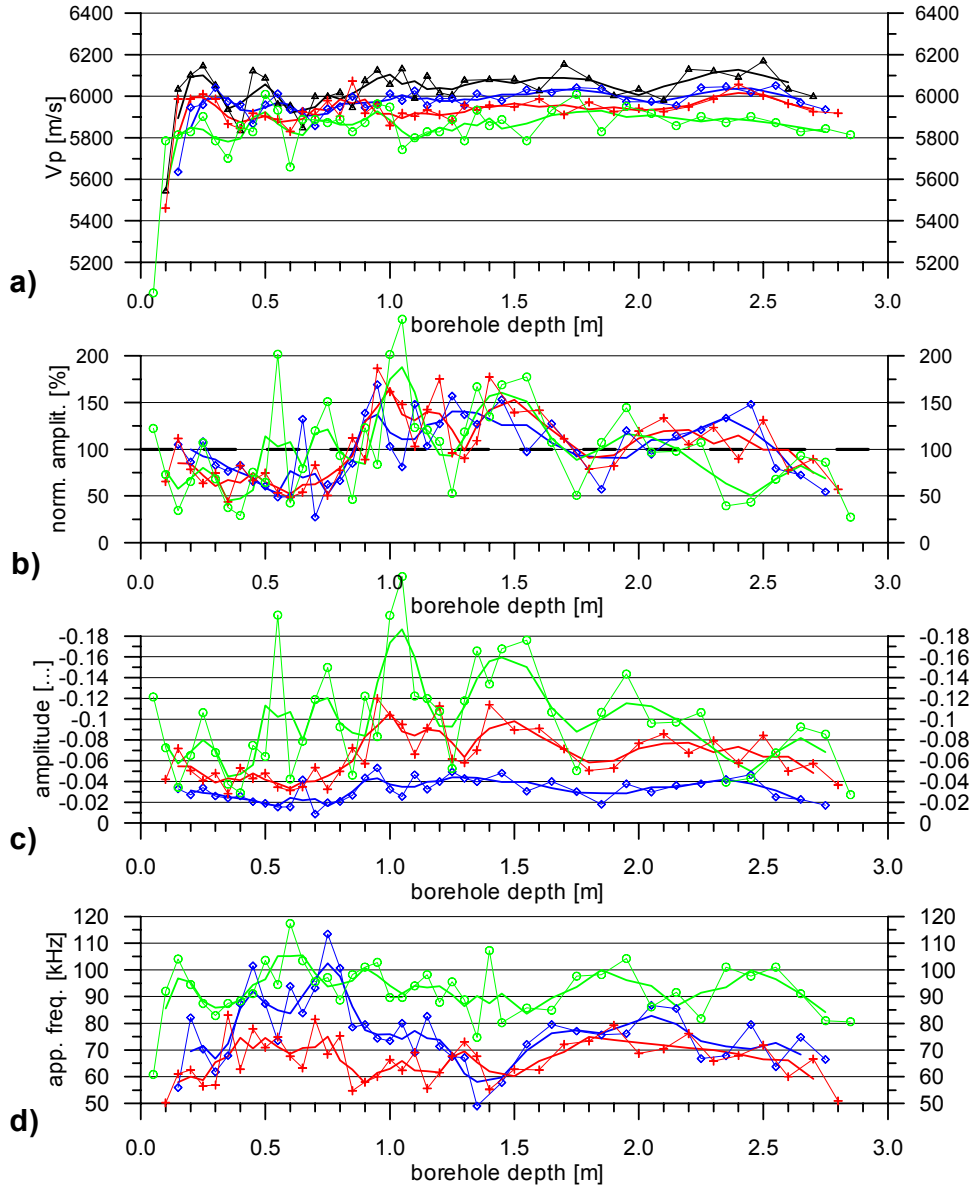 6400 6400
6200 6200
6000 6000
5800 5800
5600 5600
5400 5400
5200 5200
Vp [m/s]
a)
0.0 0.5 1.0 1.5 2.0 2.5 3.0
borehole depth [m]
200 200
150 150
100 100
50 50
0 0
norm. amplit. [%]
b)
0.0 0.5 1.0 1.5 2.0 2.5 3.0
borehole depth [m]
-0.18 -0.18
-0.16 -0.16
-0.14 -0.14
-0.12 -0.12
-0.1 -0.1
-0.08 -0.08
-0.06 -0.06
-0.04 -0.04
-0.02 -0.02
0 0
amplitude [...]
c)
0.0 0.5 1.0 1.5 2.0 2.5 3.0
borehole depth [m]
120 120
110 110
100 100
90 90
80 80
70 70
60 60
50 50
app. freq. [kHz]
d)
0.0 0.5 1.0 1.5 2.0 2.5 3.0
borehole depth [m]